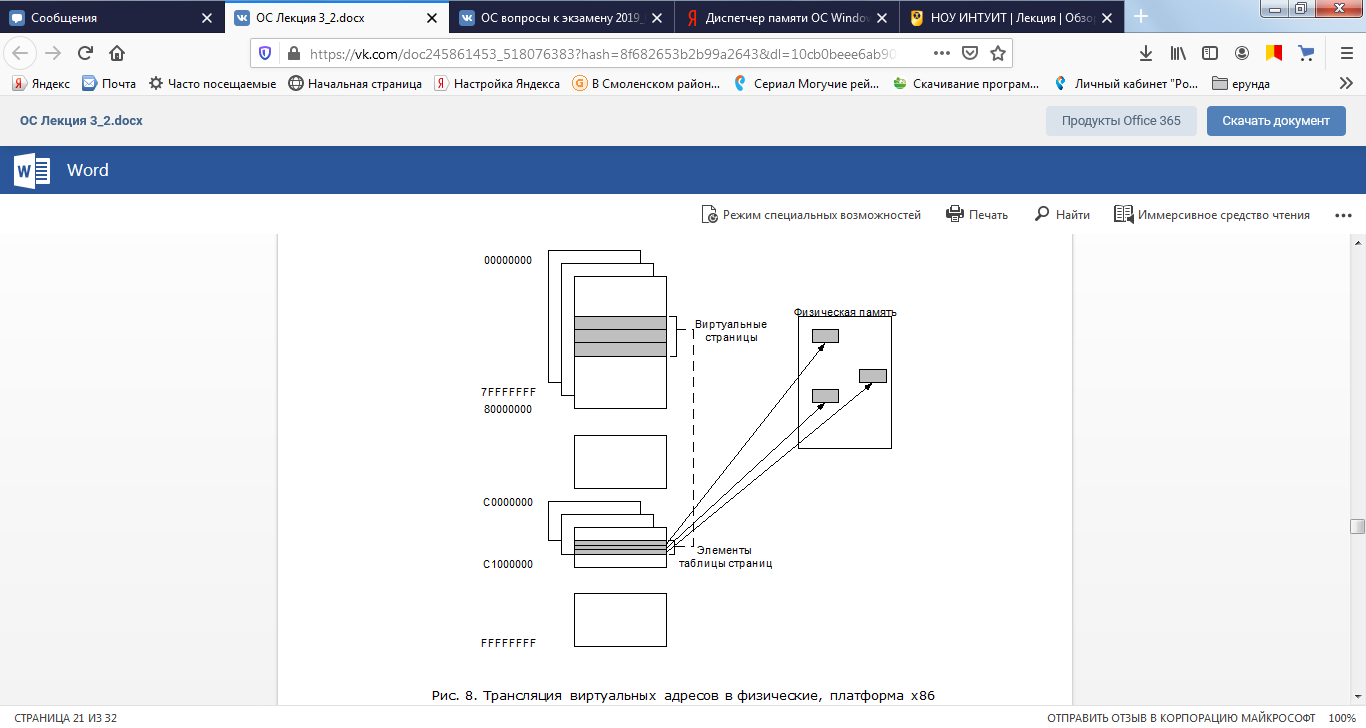 Сообщения
ОС Лекция 3_2.docx
ОС вопросы к экзамену 2019_
Диспетчер памяти ОС Window
НОУ ИНТУИТ | Лекция | Обзо
https://vk.com/doc245861453_518076383?hash=8f682653b2b99a2643&dl=10cb0beee6ab90
Яндекс
Почта
Часто посещаемые
Начальная страница
Настройка Яндекса
В Смоленском район...
Сериал Могучие рей...
Скачивание програм...
Личный кабинет "Ро...
ерунда
ОС Лекция 3_2.docx
Продукты Office 365
Скачать документ
Word
Режим специальных возможностей
Печать
Найти
Иммерсивное средство чтения
00000000
Физическая память
Виртуальные
страницы
7FFFFFFF
80000000
C0000000
Элементы
таблицы страниц
C1000000
FFFFFFFF
Рис. 8. Трансляция виртуальных адресов в физические, платформа x86
СТРАНИЦА 21 ИЗ 32
ОТПРАВИТЬ ОТЗЫВ В КОРПОРАЦИЮ МАЙКРОСОФТ
100%